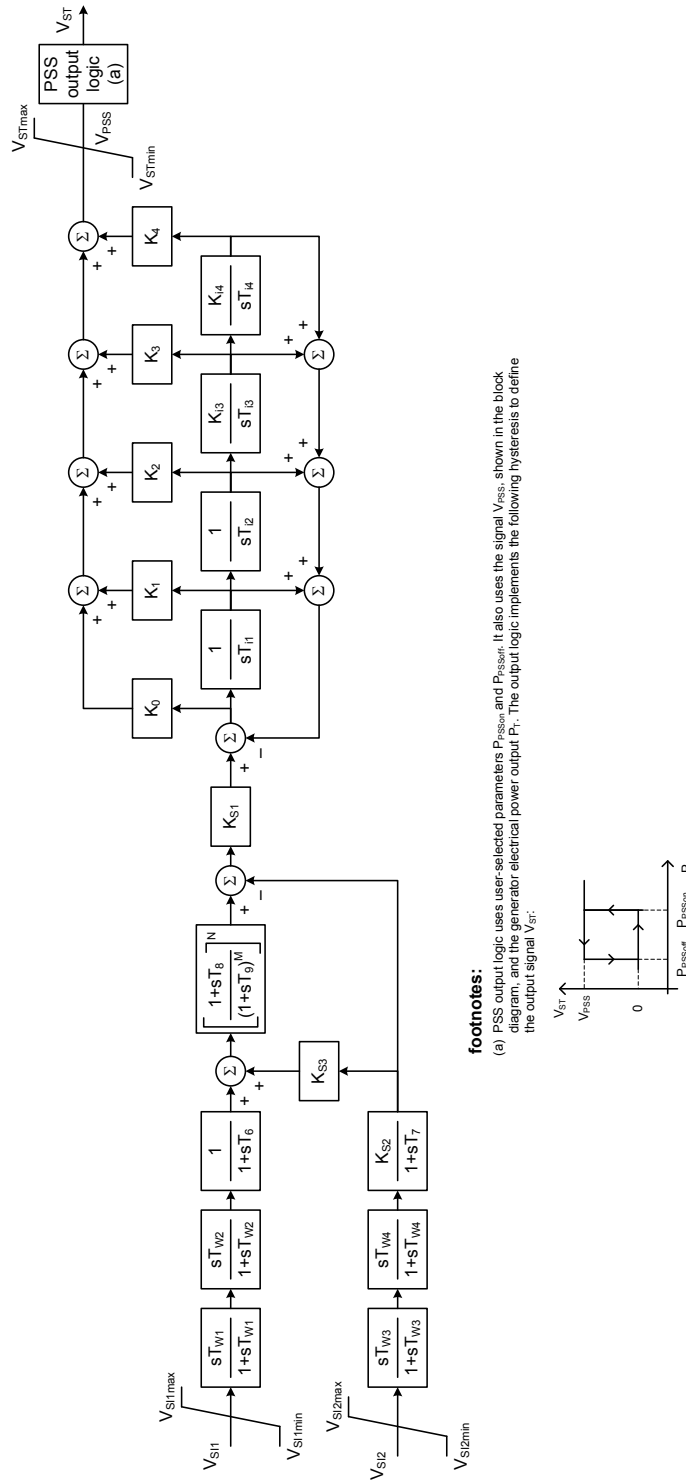 V_SI1max
V_SI1
V_SI1min
sT_W1
1+sT_W1
sT_W2
1+sT_W2
1
1+sT_6
+
Σ
+
[1+sT_8
(1+sT_9)^M]^N
+
Σ
−
K_S1
+
Σ
−
V_SI2max
V_SI2
V_SI2min
sT_W3
1+sT_W3
sT_W4
1+sT_W4
K_S2
1+sT_7
K_S3
K_0
K_1
K_2
K_3
K_4
1
sT_i1
1
sT_i2
K_i3
sT_i3
K_i4
sT_i4
+
+
Σ
+
+
Σ
+
+
Σ
+
+
Σ
+
+
Σ
+
+
Σ
+
+
Σ
V_STmax
V_PSS
V_STmin
PSS
output
logic
(a)
V_ST
footnotes:
(a) PSS output logic uses user-selected parameters P_PSSon and P_PSSoff. It also uses the signal V_PSS, shown in the block
diagram, and the generator electrical power output P_T. The output logic implements the following hysteresis to define
the output signal V_ST:
V_ST
V_PSS
0
P_PSSoff P_PSSon